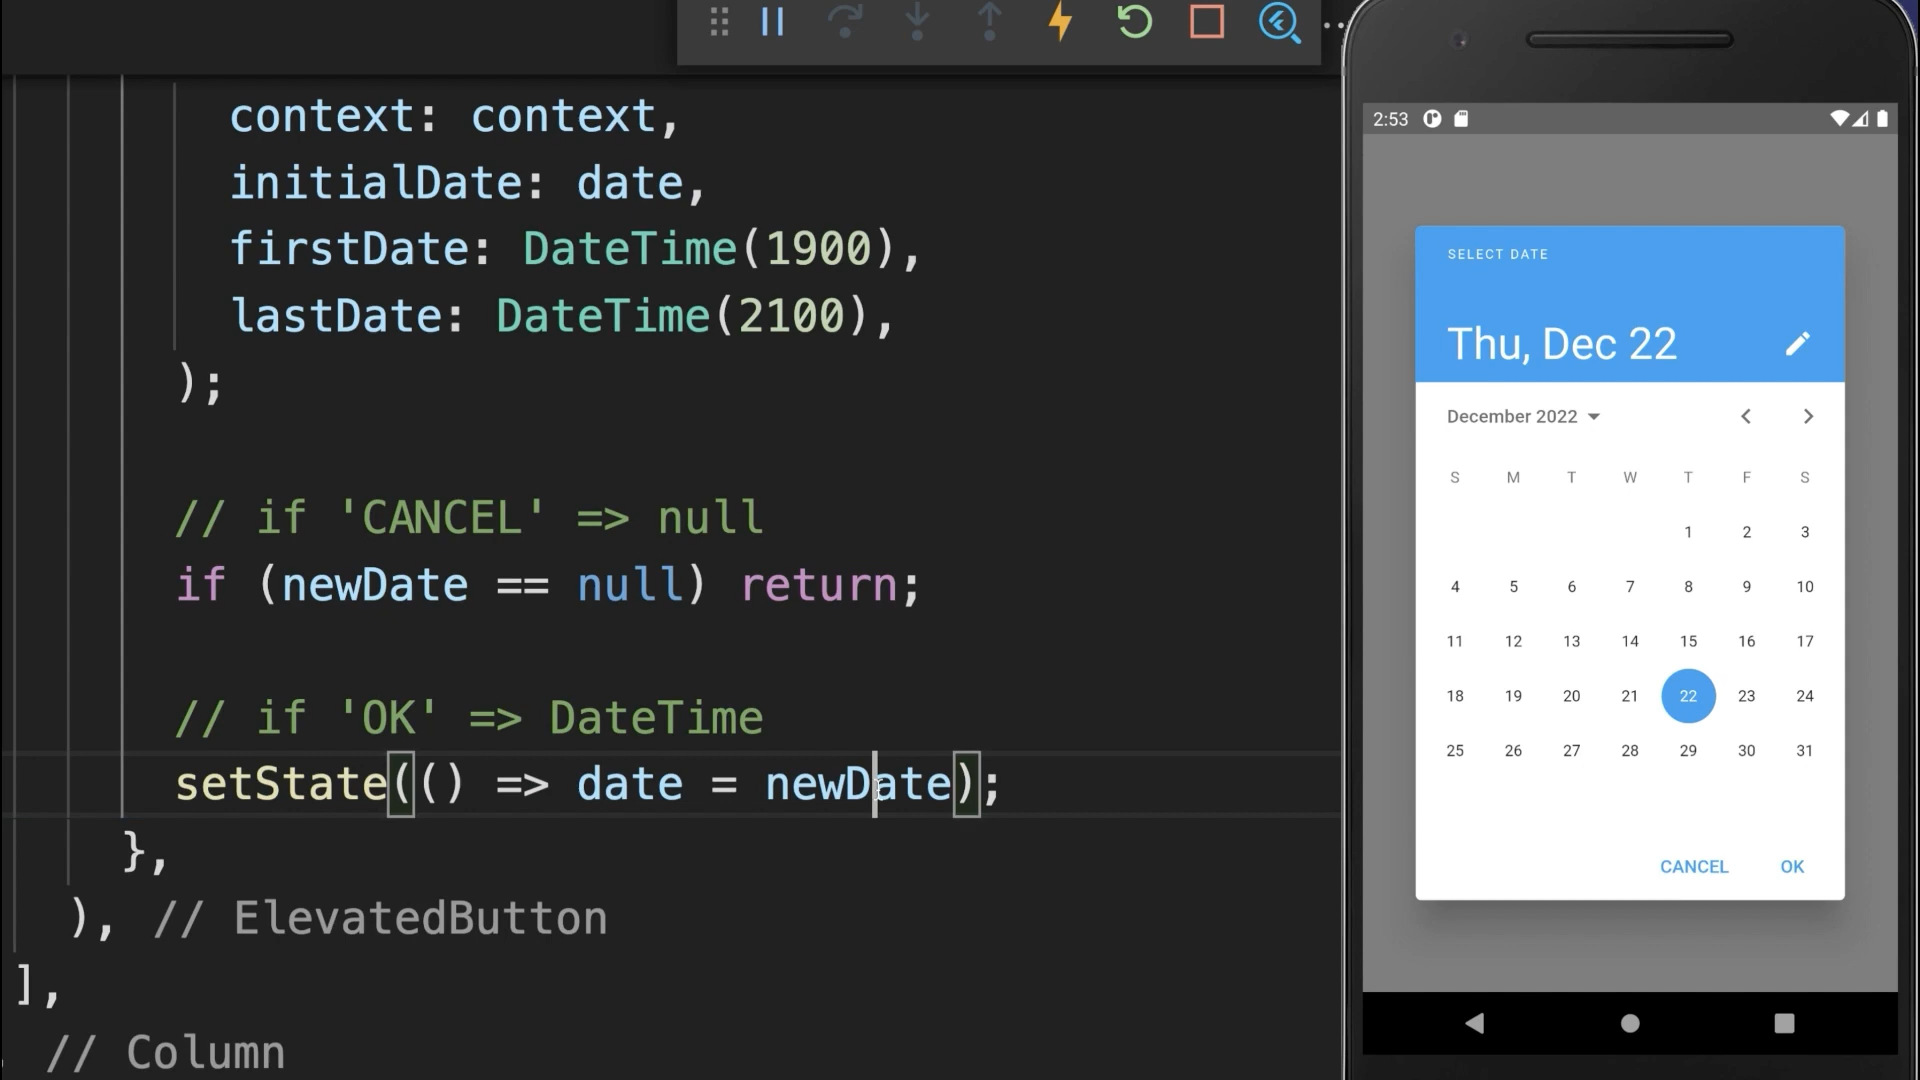 context: context,
initialDate: date,
firstDate: DateTime(1900),
lastDate: DateTime(2100),
);
// if 'CANCEL' => null
if (newDate == null) return;
// if 'OK' => DateTime
setState(() => date = newDate);
},
), // ElevatedButton
],
// Column
2:53
SELECT DATE
Thu, Dec 22
December 2022
S M T W T F S
1 2 3
4 5 6 7 8 9 10
11 12 13 14 15 16 17
18 19 20 21 22 23 24
25 26 27 28 29 30 31
CANCEL OK